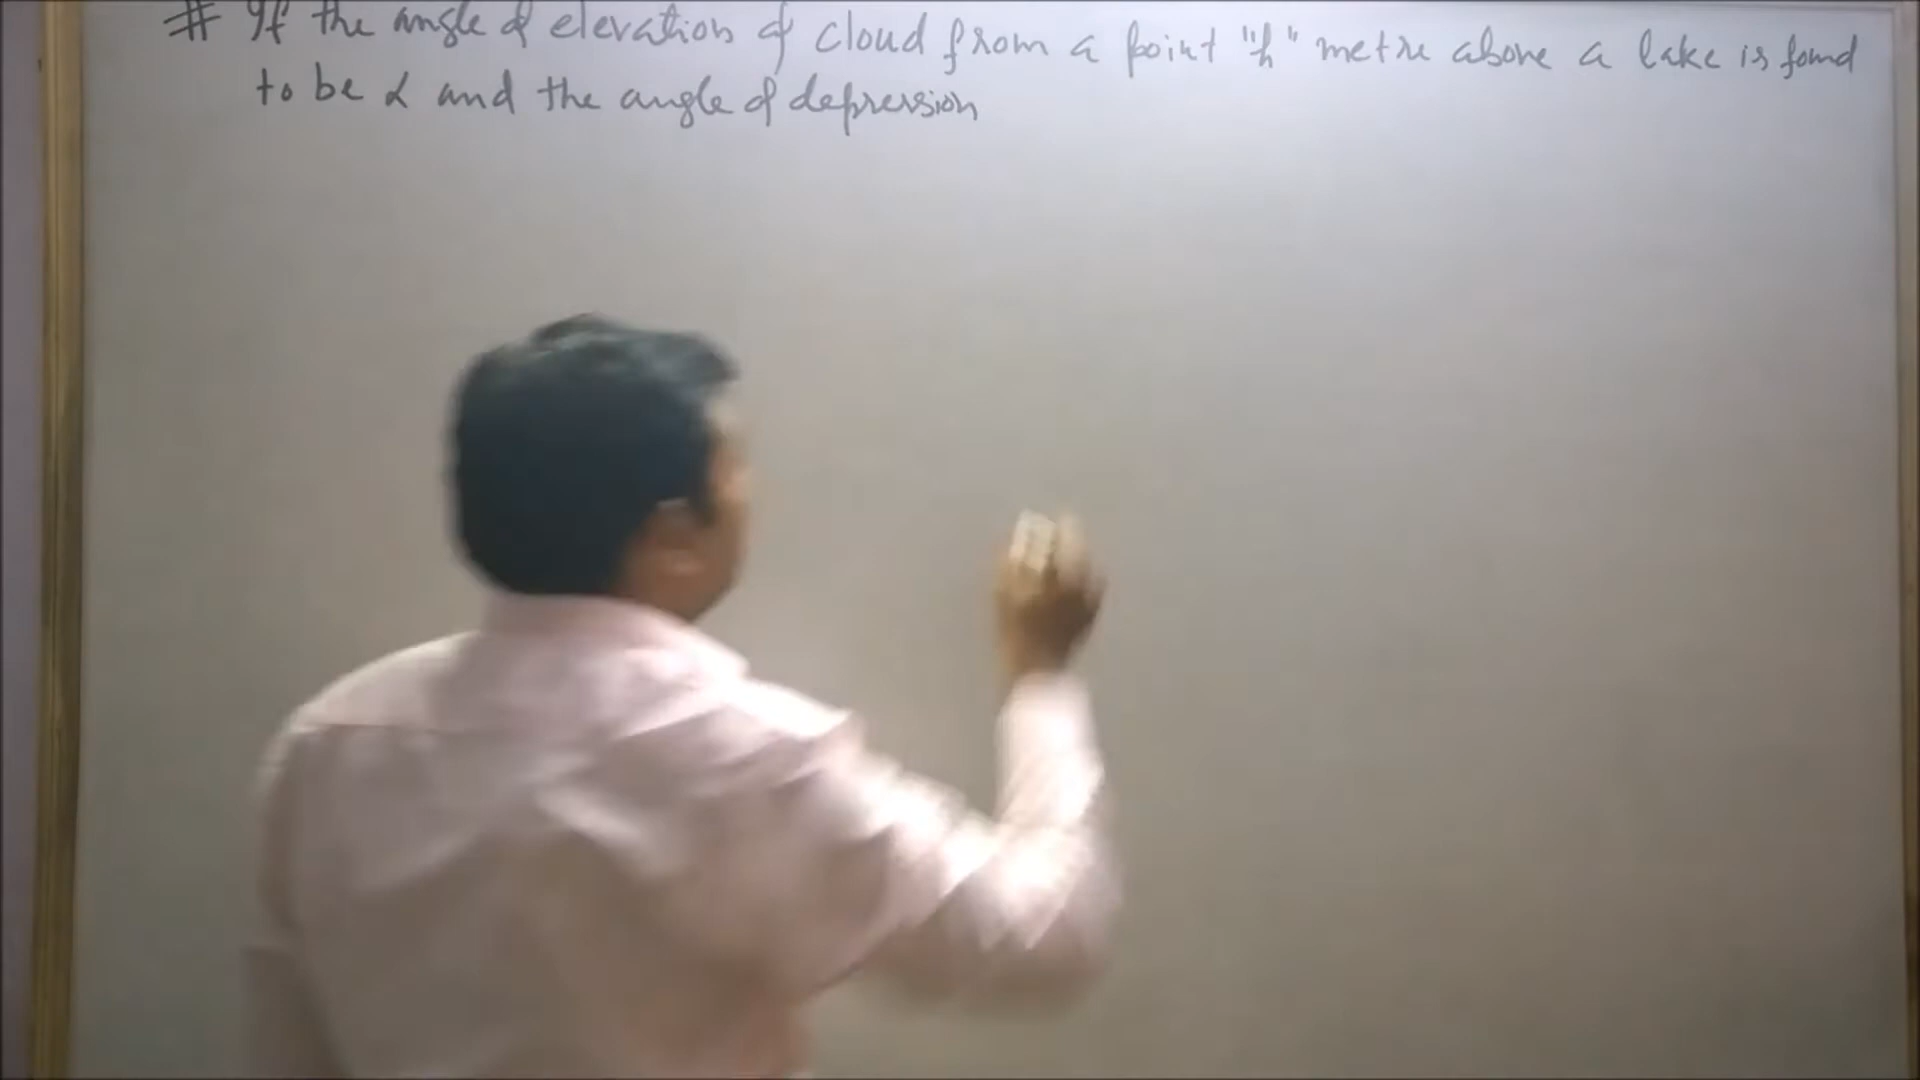 # If the angle of elevation of cloud from a point "h" metre above a lake is found
to be α and the angle of depression